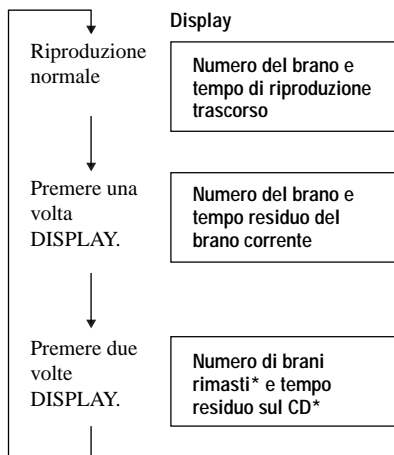 Display
Riproduzione
normale
Numero del brano e
tempo di riproduzione
trascorso
Premere una
volta
DISPLAY.
Numero del brano e
tempo residuo del
brano corrente
Premere due
volte
DISPLAY.
Numero di brani
rimasti* e tempo
residuo sul CD*